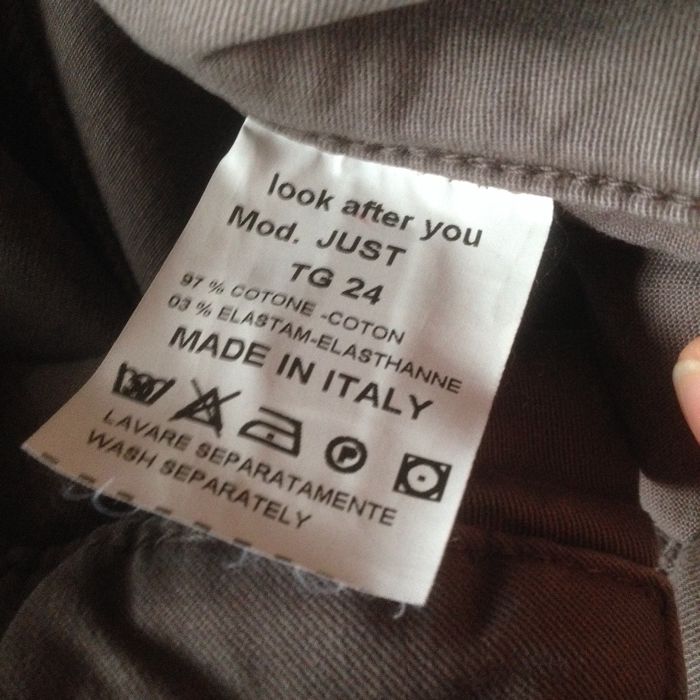 look after you
Mod. JUST
TG 24
97 % COTONE -COTON
03 % ELASTAM-ELASTHANNE
MADE IN ITALY
30 P
LAVARE SEPARATAMENTE
WASH SEPARATELY